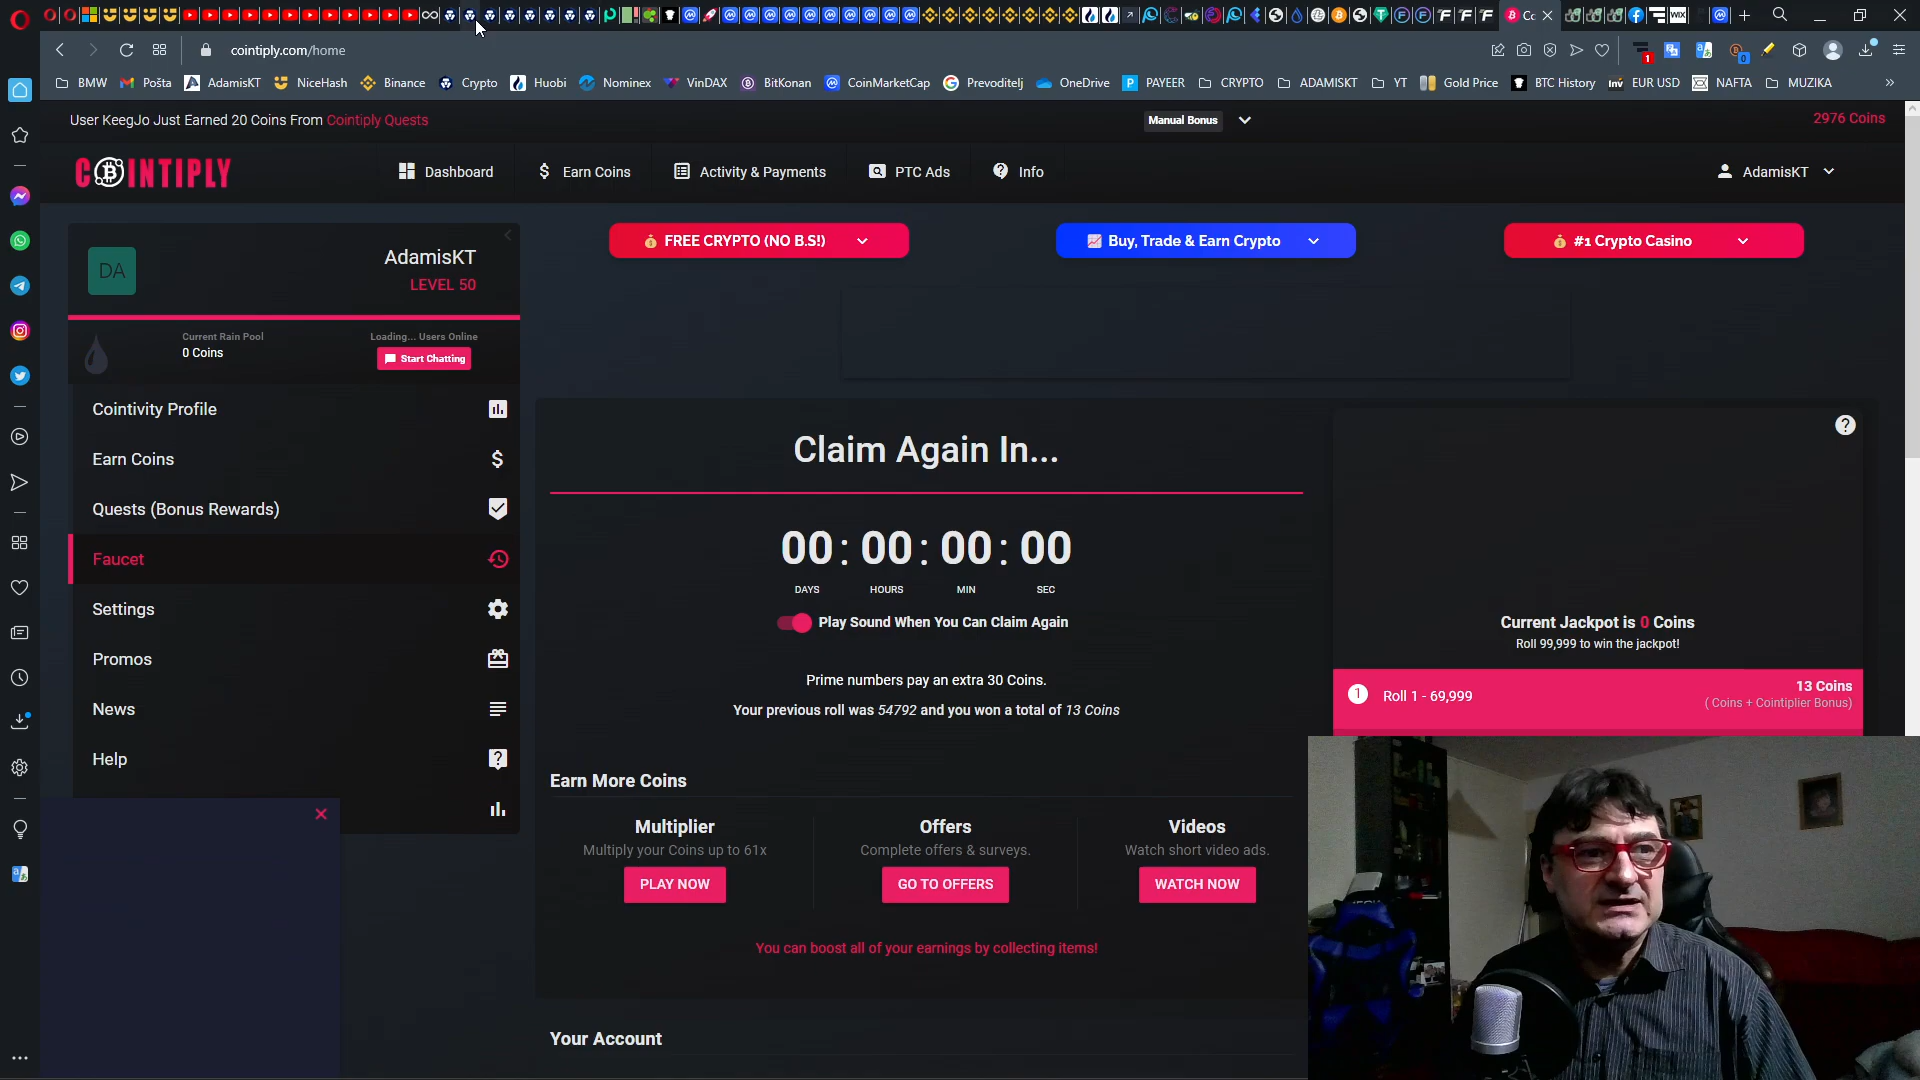 Co
cointiply.com/home
BMW
Pošta
AdamisKT
NiceHash
Binance
Crypto
Huobi
Nominex
VinDAX
BitKonan
CoinMarketCap
Prevoditelj
OneDrive
PAYEER
CRYPTO
ADAMISKT
YT
Gold Price
BTC History
EUR USD
NAFTA
MUZIKA
User KeegJo Just Earned 20 Coins From Cointiply Quests
Manual Bonus
2976 Coins
COINTIPLY
Dashboard
Earn Coins
Activity & Payments
PTC Ads
Info
AdamisKT
DA
AdamisKT
LEVEL 50
FREE CRYPTO (NO B.S!)
Buy, Trade & Earn Crypto
#1 Crypto Casino
Current Rain Pool
0 Coins
Loading... Users Online
Start Chatting
Cointivity Profile
Earn Coins
Quests (Bonus Rewards)
Faucet
Settings
Promos
News
Help
Claim Again In...
00 : 00 : 00 : 00
DAYS HOURS MIN SEC
Play Sound When You Can Claim Again
Prime numbers pay an extra 30 Coins.
Your previous roll was 54792 and you won a total of 13 Coins
Current Jackpot is 0 Coins
Roll 99,999 to win the jackpot!
1 Roll 1 - 69,999
13 Coins
( Coins + Cointiplier Bonus)
Earn More Coins
Multiplier
Multiply your Coins up to 61x
PLAY NOW
Offers
Complete offers & surveys.
GO TO OFFERS
Videos
Watch short video ads.
WATCH NOW
You can boost all of your earnings by collecting items!
Your Account